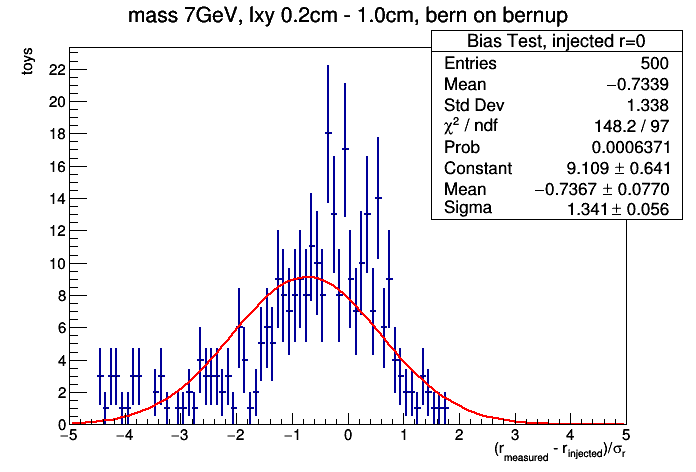 mass 7GeV, lxy 0.2cm - 1.0cm, bern on bernup
toys
Bias Test, injected r=0
Entries 500
Mean −0.7339
Std Dev 1.338
χ² / ndf 148.2 / 97
Prob 0.0006371
Constant 9.109 ± 0.641
Mean −0.7367 ± 0.0770
Sigma 1.341 ± 0.056
22
20
18
16
14
12
10
8
6
4
2
0
−5 −4 −3 −2 −1 0 1 2 3 4 5
(r_measured - r_injected)/σ_r